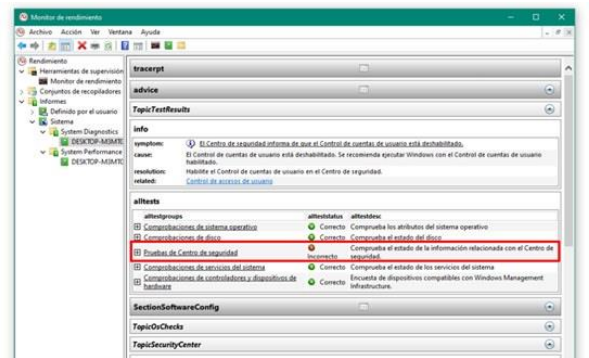 Monitor de rendimiento
Archivo Acción Ver Ventana Ayuda
Rendimiento
Herramientas de supervisión
Monitor de rendimiento
Conjuntos de recopiladores
Informes
Definido por el usuario
Sistema
System Diagnostics
DESKTOP-M3MTC
System Performance
DESKTOP-M3MTC
tracerpt
advice
TopicTestResults
info
symptom: El Centro de seguridad informa de que el Control de cuentas de usuario está deshabilitado.
cause: El Control de cuentas de usuario está deshabilitado. Se recomienda ejecutar Windows con el Control de cuentas de usuario
habilitado.
resolution: Habilite el Control de cuentas de usuario en el Centro de seguridad.
related: Control de accesos de usuario
alltests
alltestgroups alltestsstatus alltestdesc
Comprobaciones de sistema operativo Correcto Comprueba los atributos del sistema operativo
Comprobaciones de disco Correcto Comprueba el estado del disco
Pruebas de Centro de seguridad Incorrecto Comprueba el estado de la información relacionada con el Centro de
seguridad.
Comprobaciones de servicios del sistema Correcto Comprueba el estado de los servicios del sistema
Comprobaciones de controladores y dispositivos de Correcto Encuesta de dispositivos compatibles con Windows Management
hardware Infrastructure.
SectionSoftwareConfig
TopicOsChecks
TopicSecurityCenter